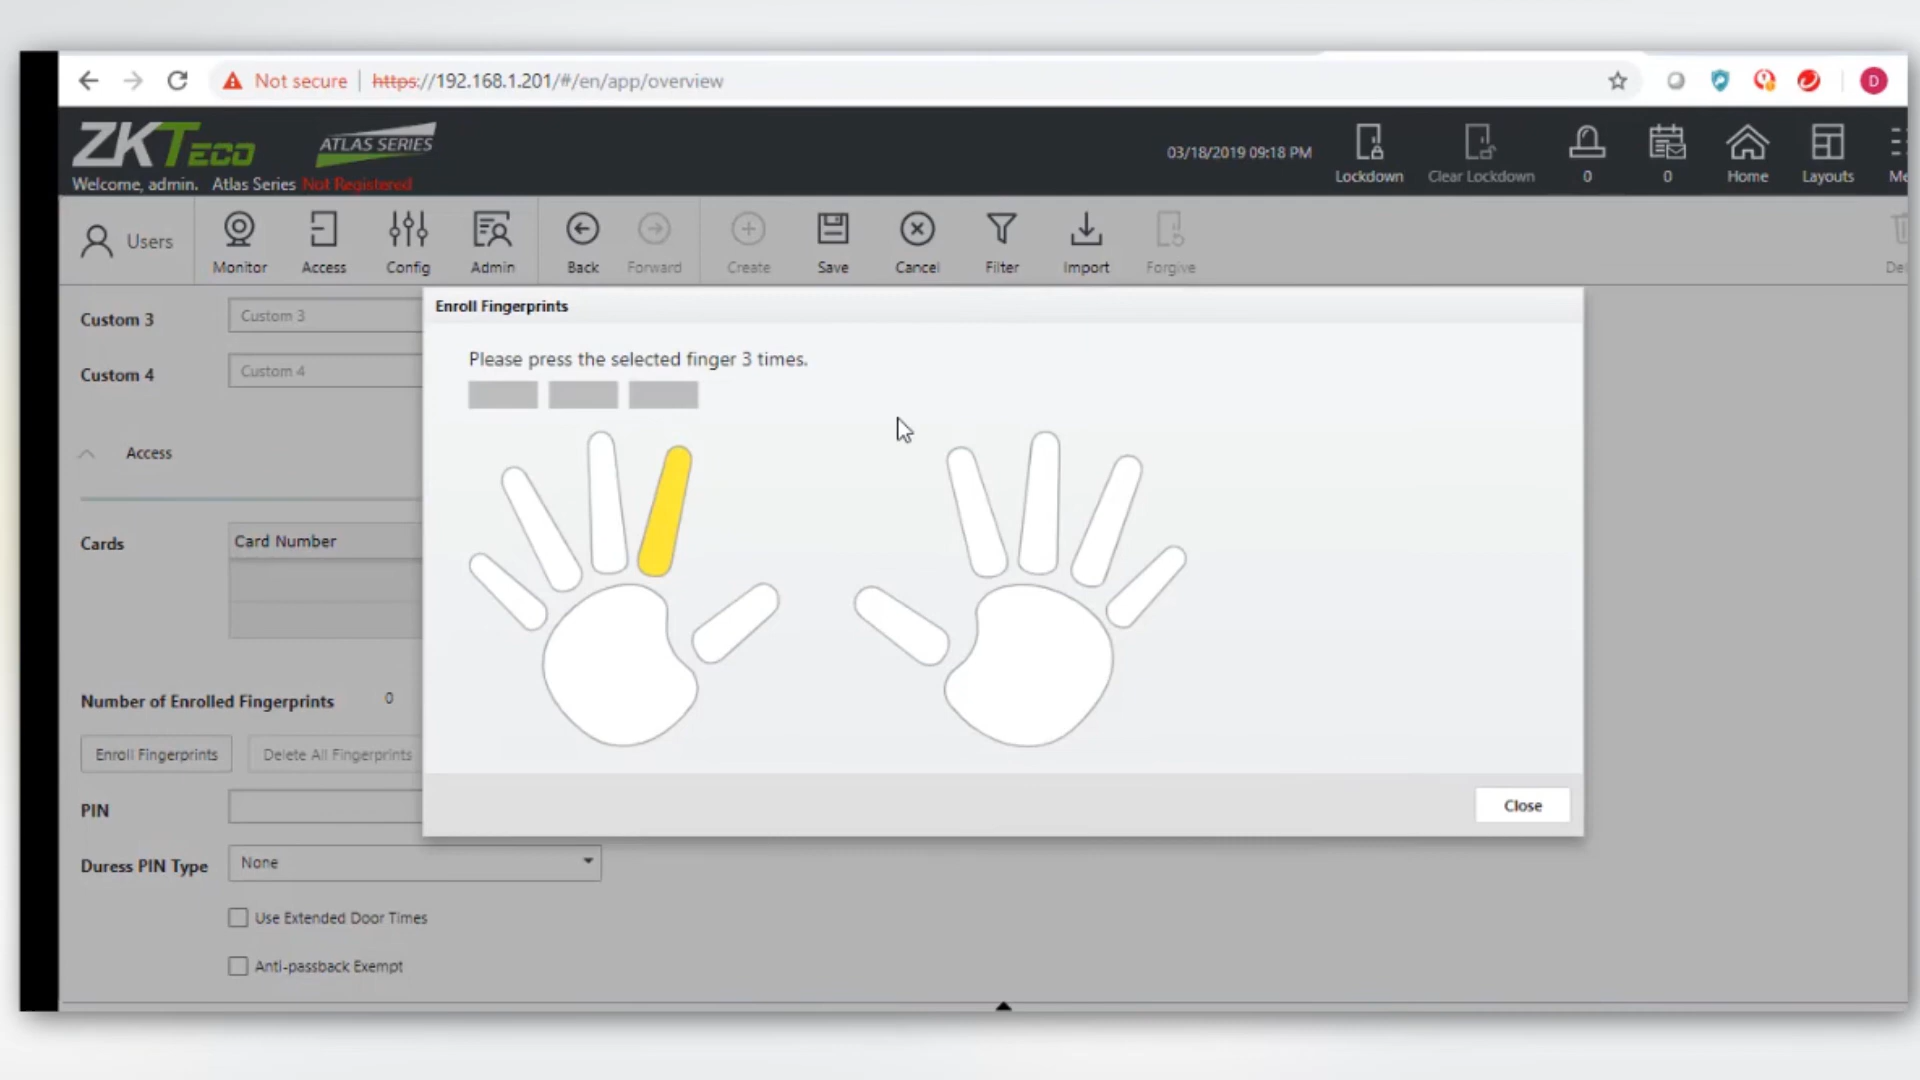 Not secure | https://192.168.1.201/#/en/app/overview
D
ZKTeco
ATLAS SERIES
Welcome, admin. Atlas Series Not Registered
03/18/2019 09:18 PM
Lockdown
Clear Lockdown
0
0
Home
Layouts
Me
Users
Monitor
Access
Config
Admin
Back
Forward
Create
Save
Cancel
Filter
Import
Forgive
Del
Custom 3
Custom 3
Custom 4
Custom 4
Access
Cards
Card Number
Number of Enrolled Fingerprints 0
Enroll Fingerprints
Delete All Fingerprints
PIN
Duress PIN Type
None
Use Extended Door Times
Anti-passback Exempt
Enroll Fingerprints
Please press the selected finger 3 times.
Close